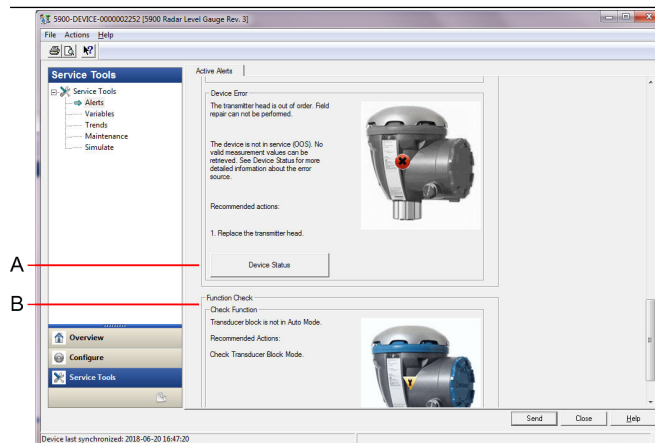 5900-DEVICE-0000002252 [5900 Radar Level Gauge Rev. 3]
File Actions Help
Service Tools
Service Tools
Alerts
Variables
Trends
Maintenance
Simulate
Overview
Configure
Service Tools
Active Alerts
Device Error
The transmitter head is out of order. Field
repair can not be performed.
The device is not in service (OOS). No
valid measurement values can be
retrieved. See Device Status for more
detailed information about the error
source.
Recommended actions:
1. Replace the transmitter head.
Device Status
A
B
Function Check
Check Function
Transducer block is not in Auto Mode.
Recommended Actions:
Check Transducer Block Mode.
Send Close Help
Device last synchronized: 2018-06-20 16:47:20